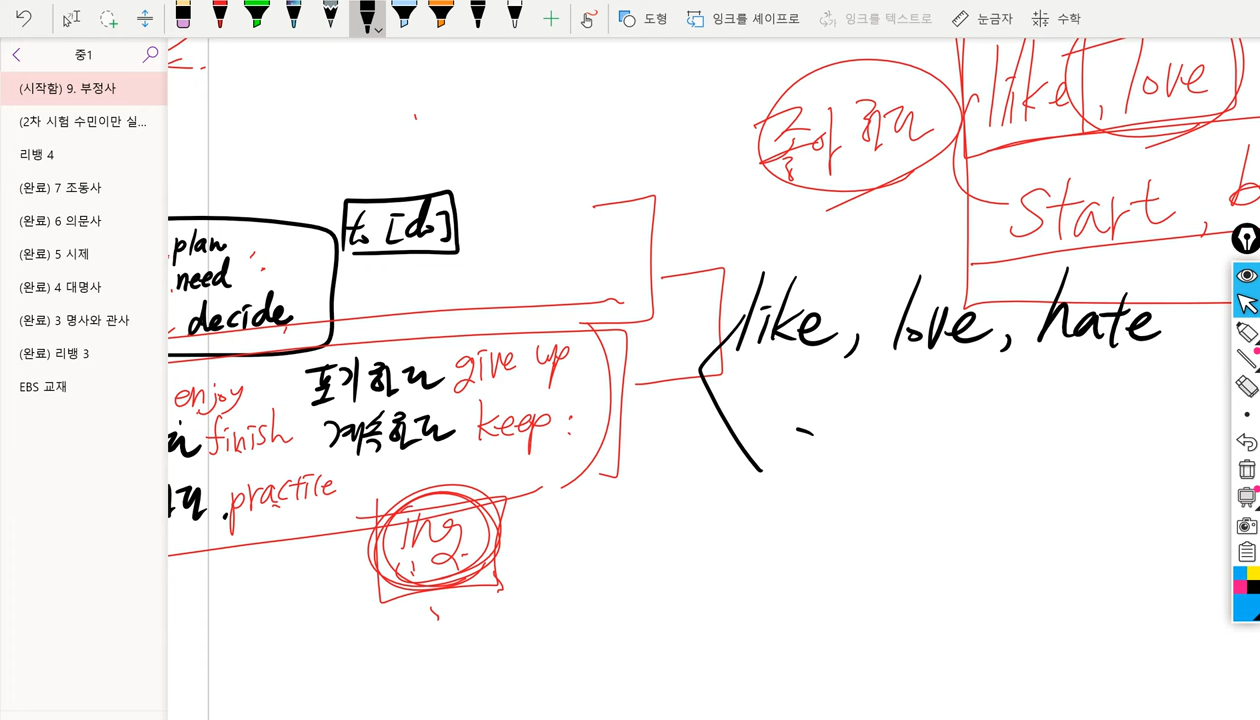 도형
잉크를 셰이프로
잉크를 텍스트로
눈금자
수학
중1
(시작함) 9. 부정사
(2차 시험 수민이만 실...
리뱅 4
(완료) 7 조동사
(완료) 6 의문사
(완료) 5 시제
(완료) 4 대명사
(완료) 3 명사와 관사
(완료) 리뱅 3
EBS 교재
좋아한다
like, love
start, b
to [do]
plan
need
decide
like, love, hate
enjoy 포기한다 give up
finish 계속한다 keep :
practice
ing